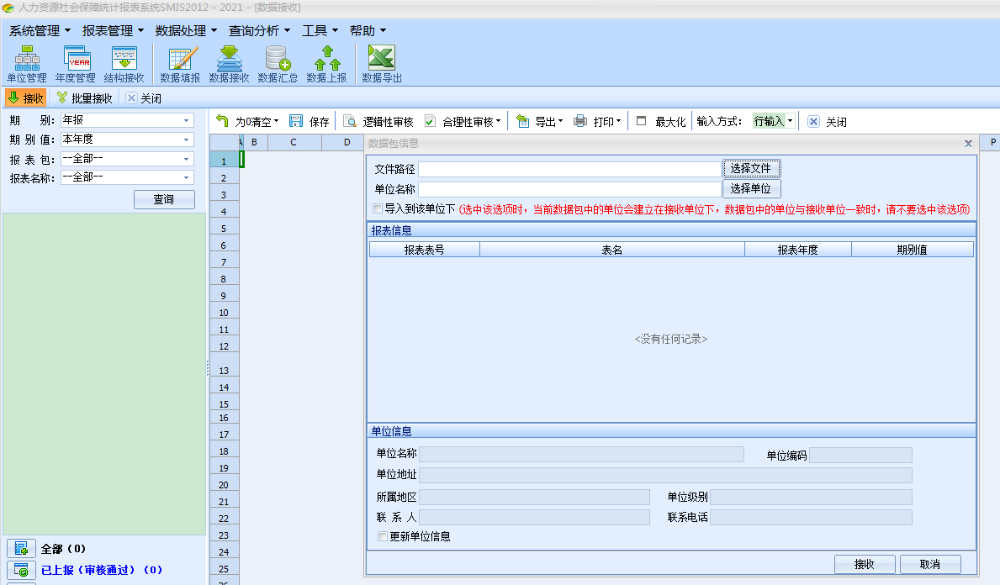 人力资源社会保障统计报表系统SMIS2012 - 2021 - [数据接收]
系统管理 报表管理 数据处理 查询分析 工具 帮助
单位管理 年度管理 结构接收 数据填报 数据接收 数据汇总 数据上报 数据导出
接收 批量接收 关闭
期 别: 年报
期 别 值: 本年度
报 表 包: --全部--
报表名称: --全部--
查询
为0清空 保存 逻辑性审核 合理性审核 导出 打印 最大化 输入方式: 行输入 关闭
A B C D P
1
2
3
4
5
6
7
8
9
10
11
12
13
14
15
16
17
18
19
20
21
22
23
24
25
数据包信息
文件路径 选择文件
单位名称 选择单位
导入到该单位下 (选中该选项时，当前数据包中的单位会建立在接收单位下，数据包中的单位与接收单位一致时，请不要选中该选项)
报表信息
报表表号 表名 报表年度 期别值
<没有任何记录>
单位信息
单位名称 单位编码
单位地址
所属地区 单位级别
联 系 人 联系电话
更新单位信息
接收 取消
全部（0）
已上报（审核通过）（0）